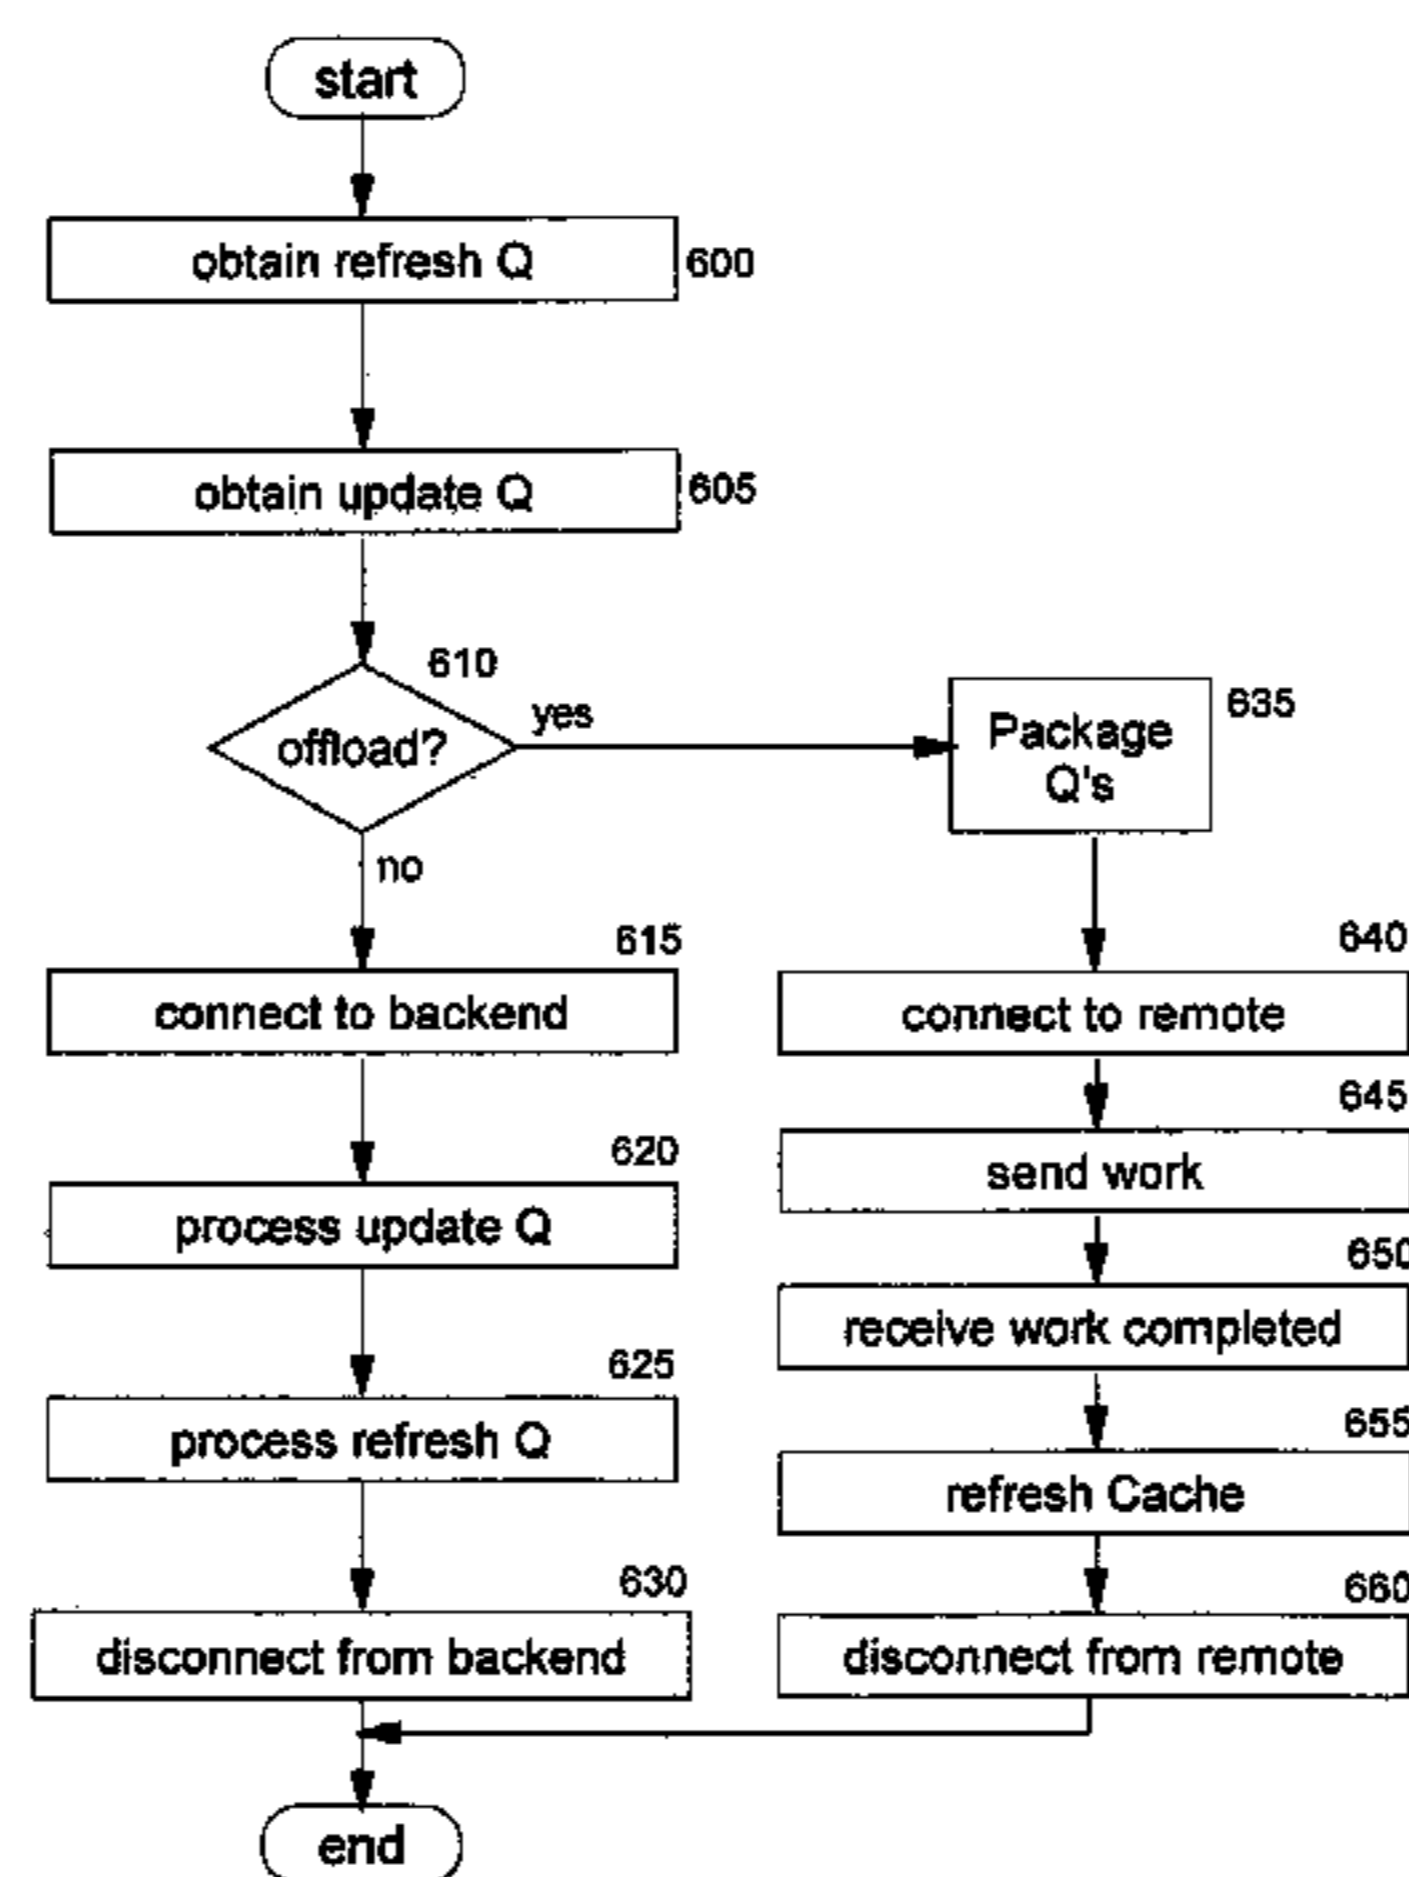 start
obtain refresh Q
600
obtain update Q
605
610
offload?
yes
no
Package
Q's
635
615
connect to backend
620
process update Q
625
process refresh Q
630
disconnect from backend
640
connect to remote
645
send work
650
receive work completed
655
refresh Cache
660
disconnect from remote
end